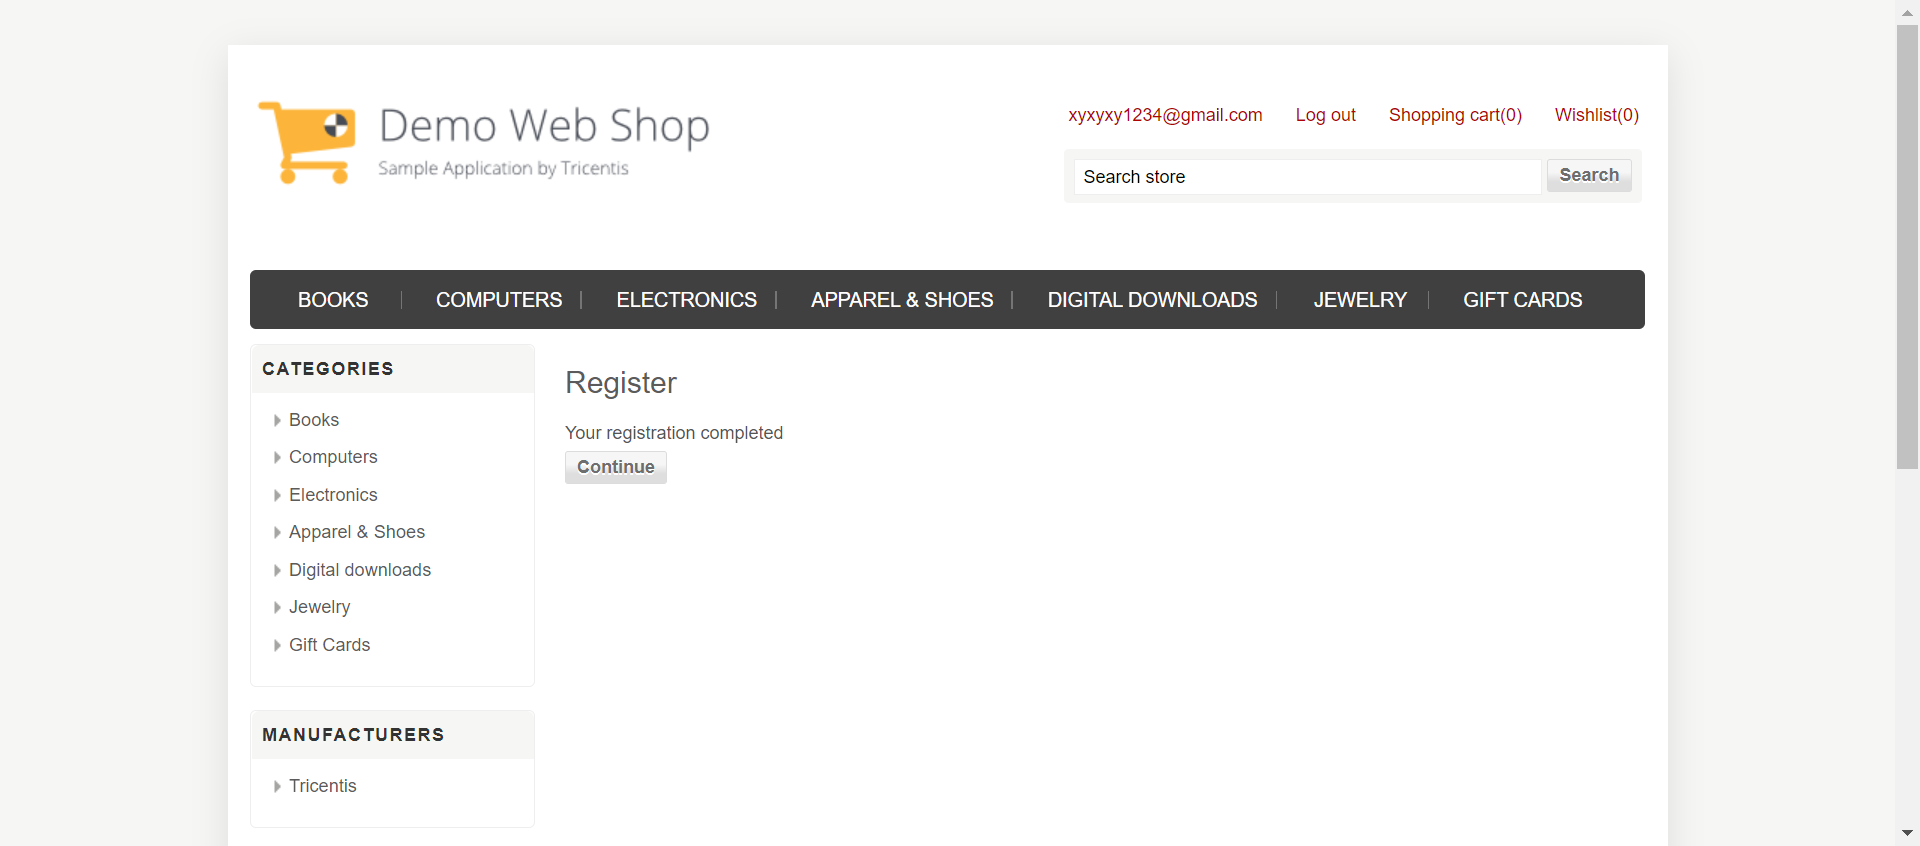 Demo Web Shop
Sample Application by Tricentis
xyxyxy1234@gmail.com Log out Shopping cart(0) Wishlist(0)
Search store Search
BOOKS COMPUTERS ELECTRONICS APPAREL & SHOES DIGITAL DOWNLOADS JEWELRY GIFT CARDS
CATEGORIES
Books
Computers
Electronics
Apparel & Shoes
Digital downloads
Jewelry
Gift Cards
MANUFACTURERS
Tricentis
Register
Your registration completed
Continue